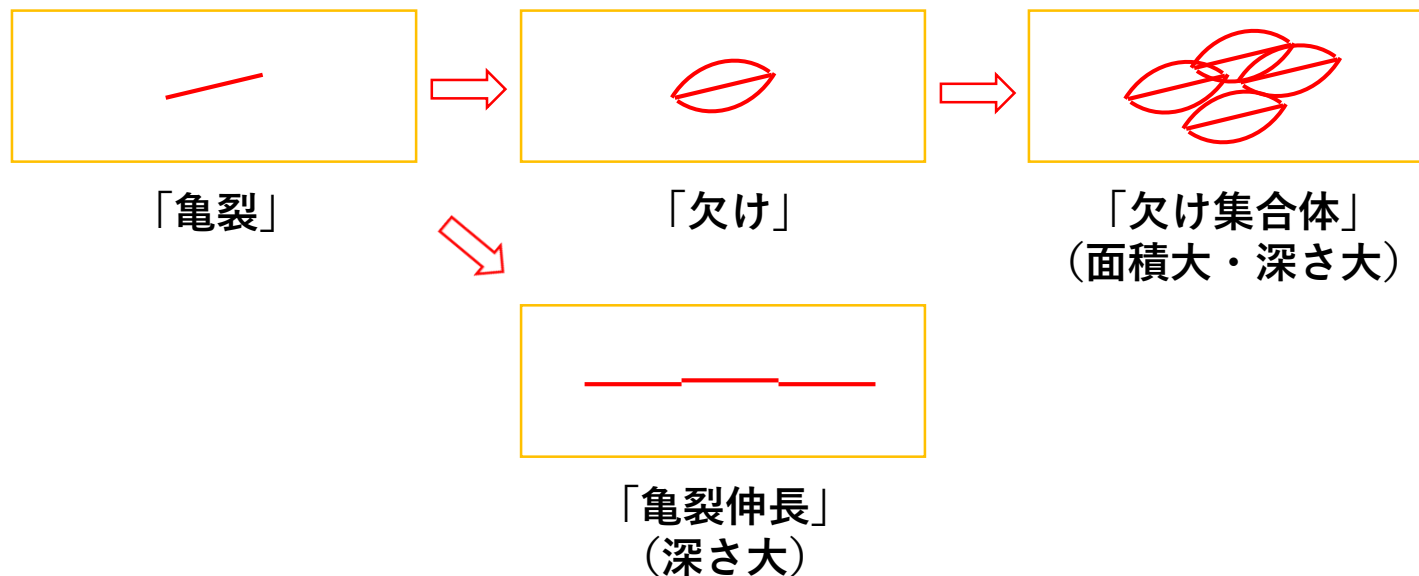 「亀裂」
「欠け」
「欠け集合体」
（面積大・深さ大）
「亀裂伸長」
（深さ大）